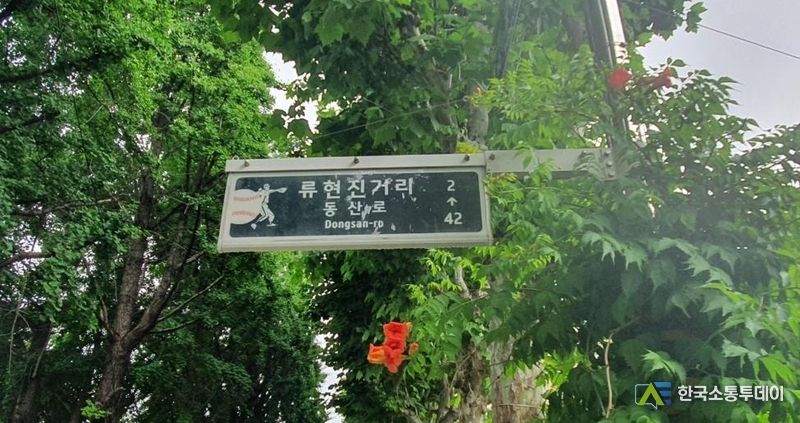 류현진거리
동산로
Dongsan-ro
2
↑
42
한국소통투데이